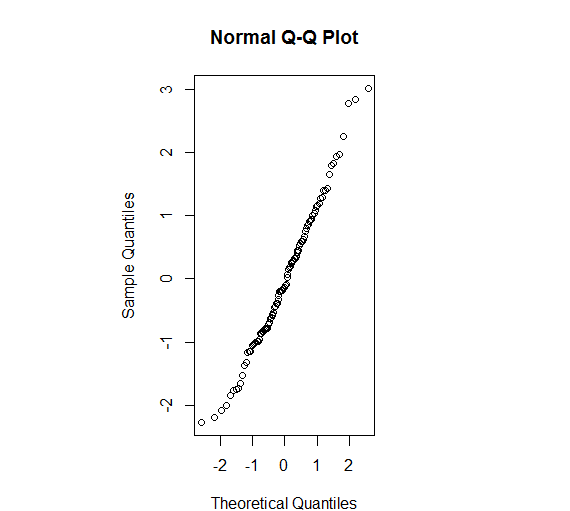 Normal Q-Q Plot
3
2
1
0
-1
-2
Sample Quantiles
-2 -1 0 1 2
Theoretical Quantiles